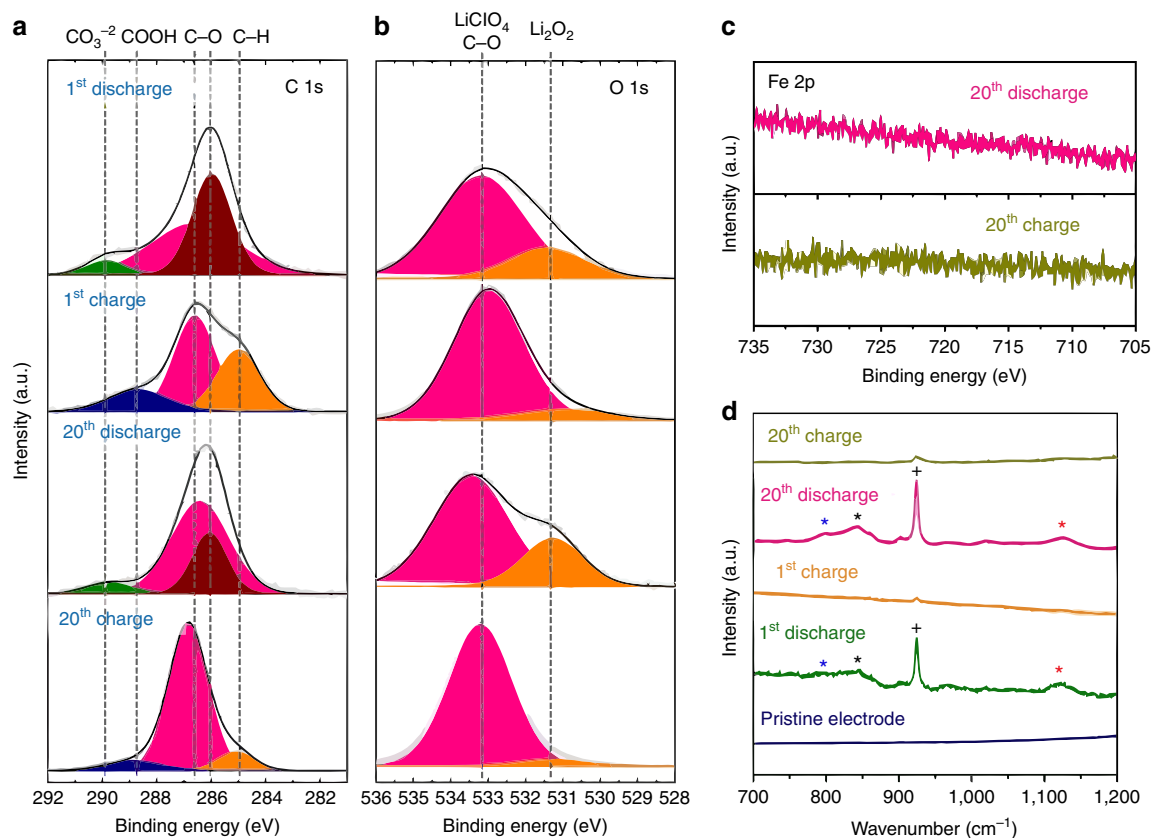 a
CO₃⁻² COOH C–O C–H
C 1s
1st discharge
1st charge
20th discharge
20th charge
Intensity (a.u.)
292 290 288 286 284 282
Binding energy (eV)
b
LiClO₄
C–O
Li₂O₂
O 1s
536 535 534 533 532 531 530 529 528
Binding energy (eV)
c
Fe 2p
20th discharge
20th charge
Intensity (a.u.)
735 730 725 720 715 710 705
Binding energy (eV)
d
20th charge
+
20th discharge
* * *
1st charge
1st discharge
+
* * *
Pristine electrode
Intensity (a.u.)
700 800 900 1,000 1,100 1,200
Wavenumber (cm⁻¹)